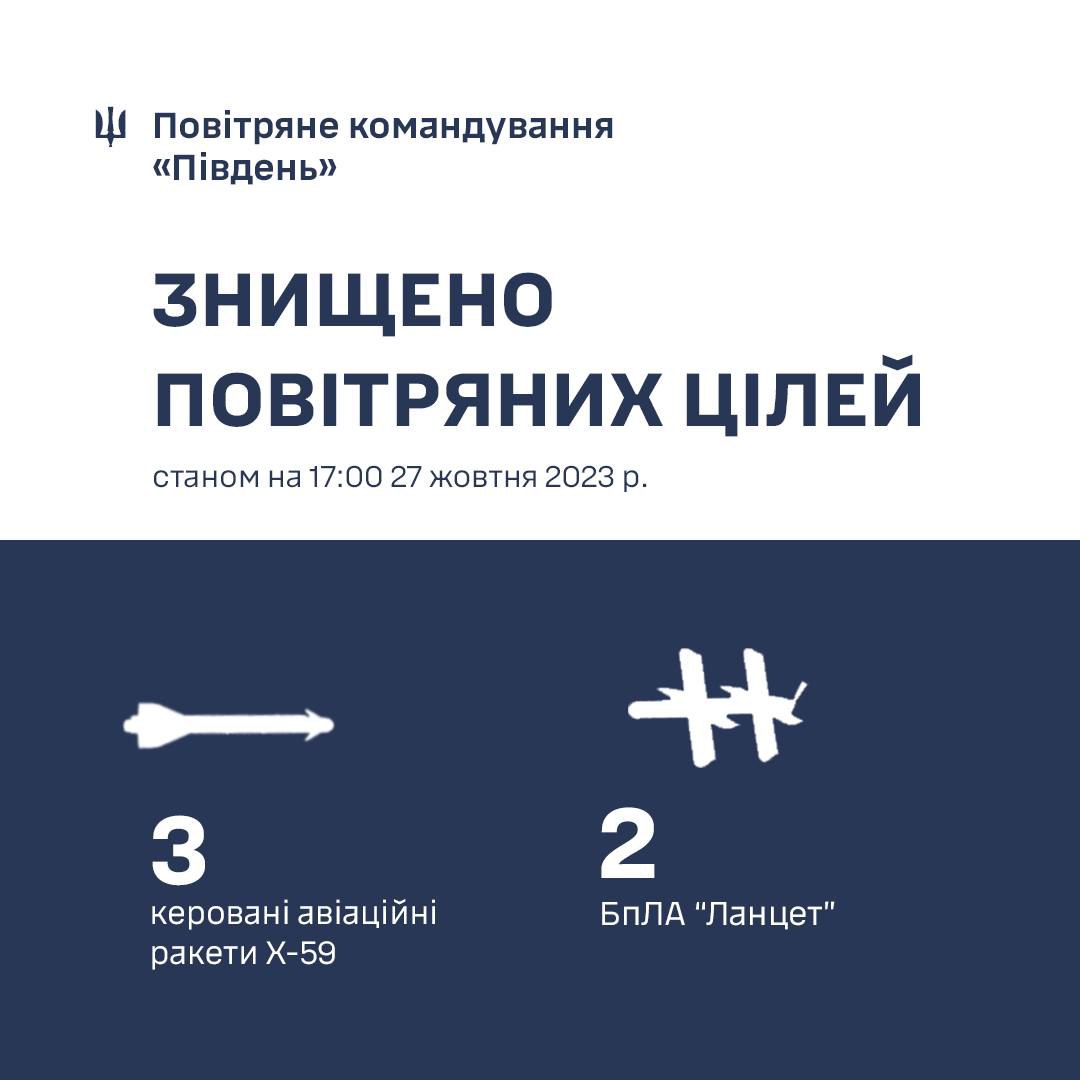 Повітряне командування
«Південь»
ЗНИЩЕНО
ПОВІТРЯНИХ ЦІЛЕЙ
станом на 17:00 27 жовтня 2023 р.
3
керовані авіаційні
ракети Х-59
2
БпЛА “Ланцет”